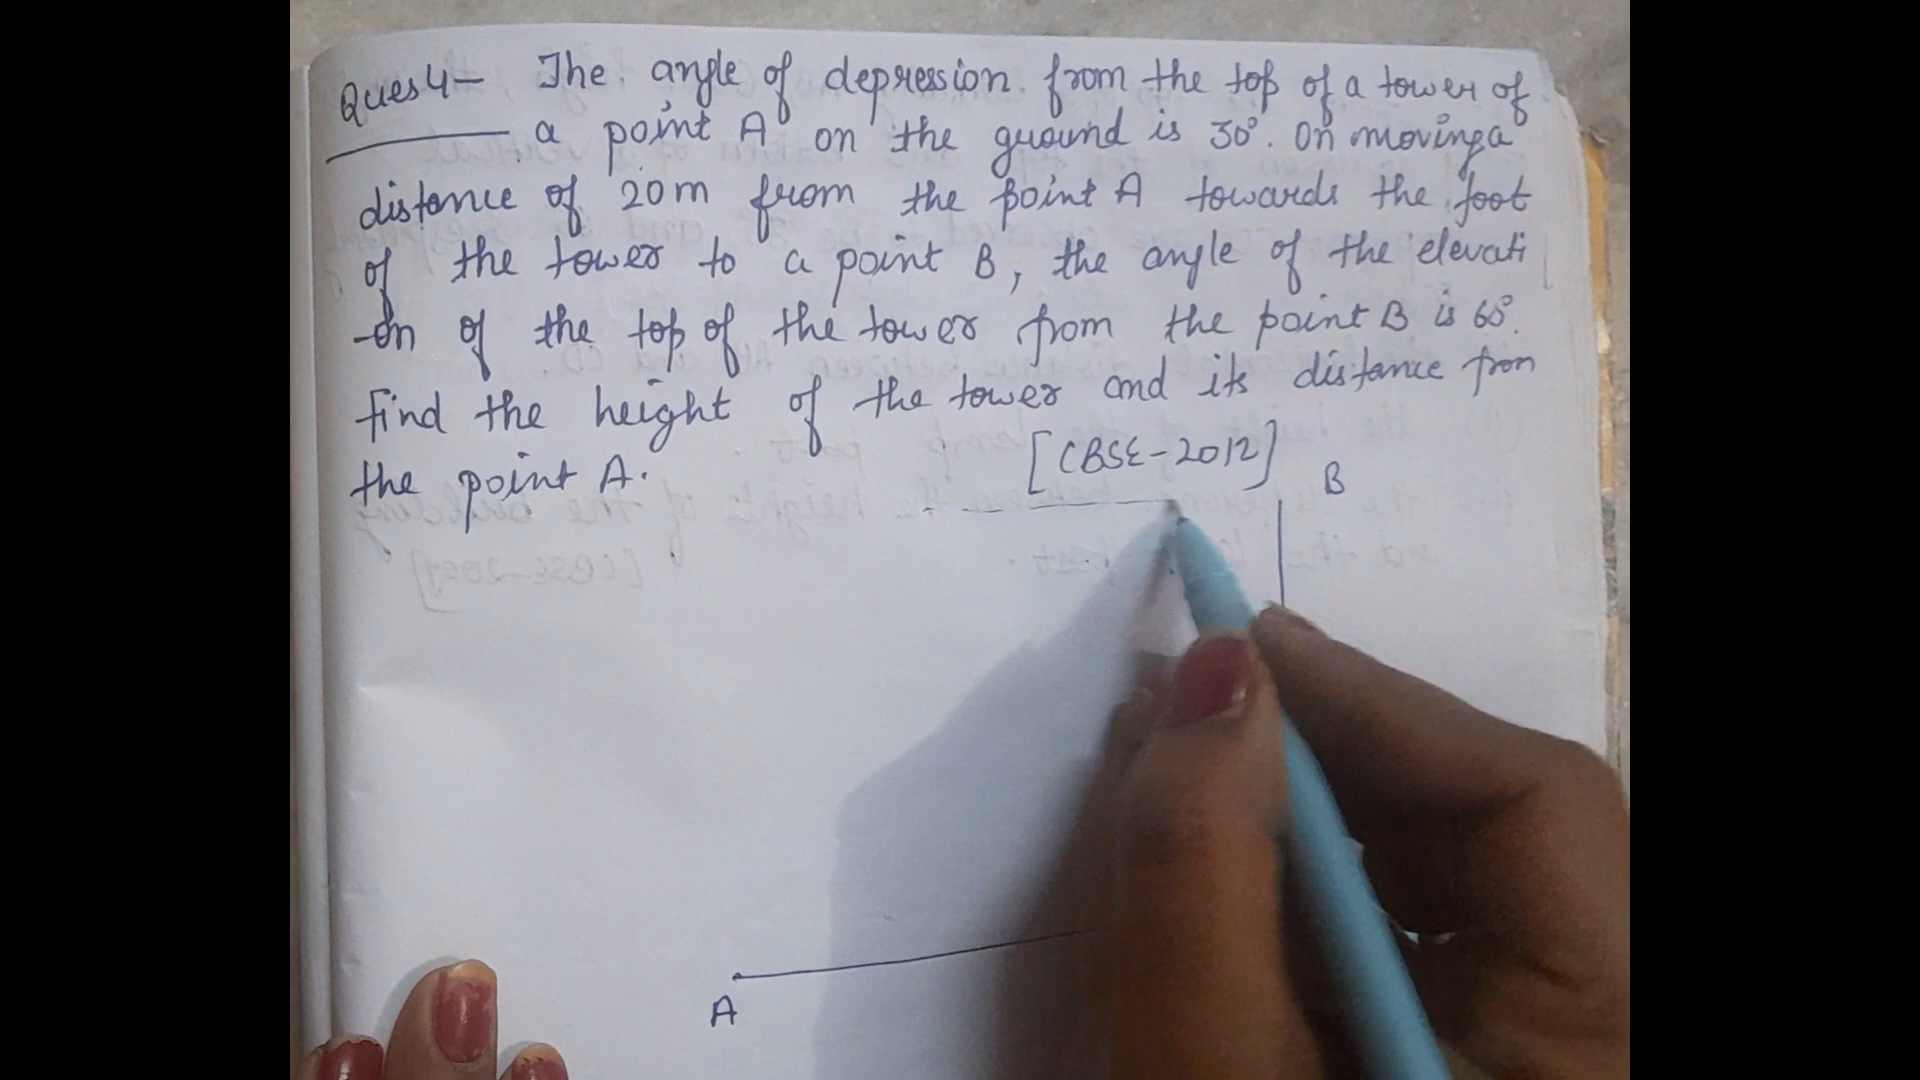 Ques 4- The angle of depression from the top of a tower of
a point A on the ground is 30°. On moving a
distance of 20 m from the point A towards the foot
of the tower to a point B, the angle of the elevati
-on of the top of the tower from the point B is 60°.
find the height of the tower and its distance from
the point A.
[CBSE-2012]
B
A